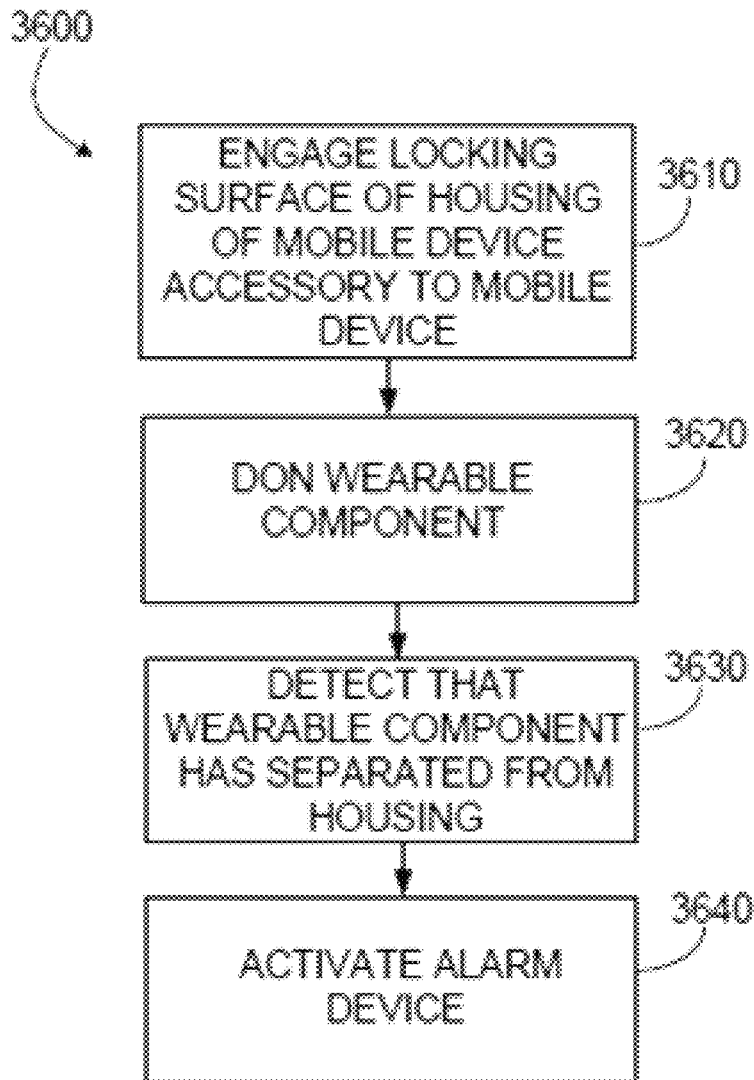 3600
ENGAGE LOCKING
SURFACE OF HOUSING
OF MOBILE DEVICE
ACCESSORY TO MOBILE
DEVICE
3610
DON WEARABLE
COMPONENT
3620
DETECT THAT
WEARABLE COMPONENT
HAS SEPARATED FROM
HOUSING
3630
ACTIVATE ALARM
DEVICE
3640